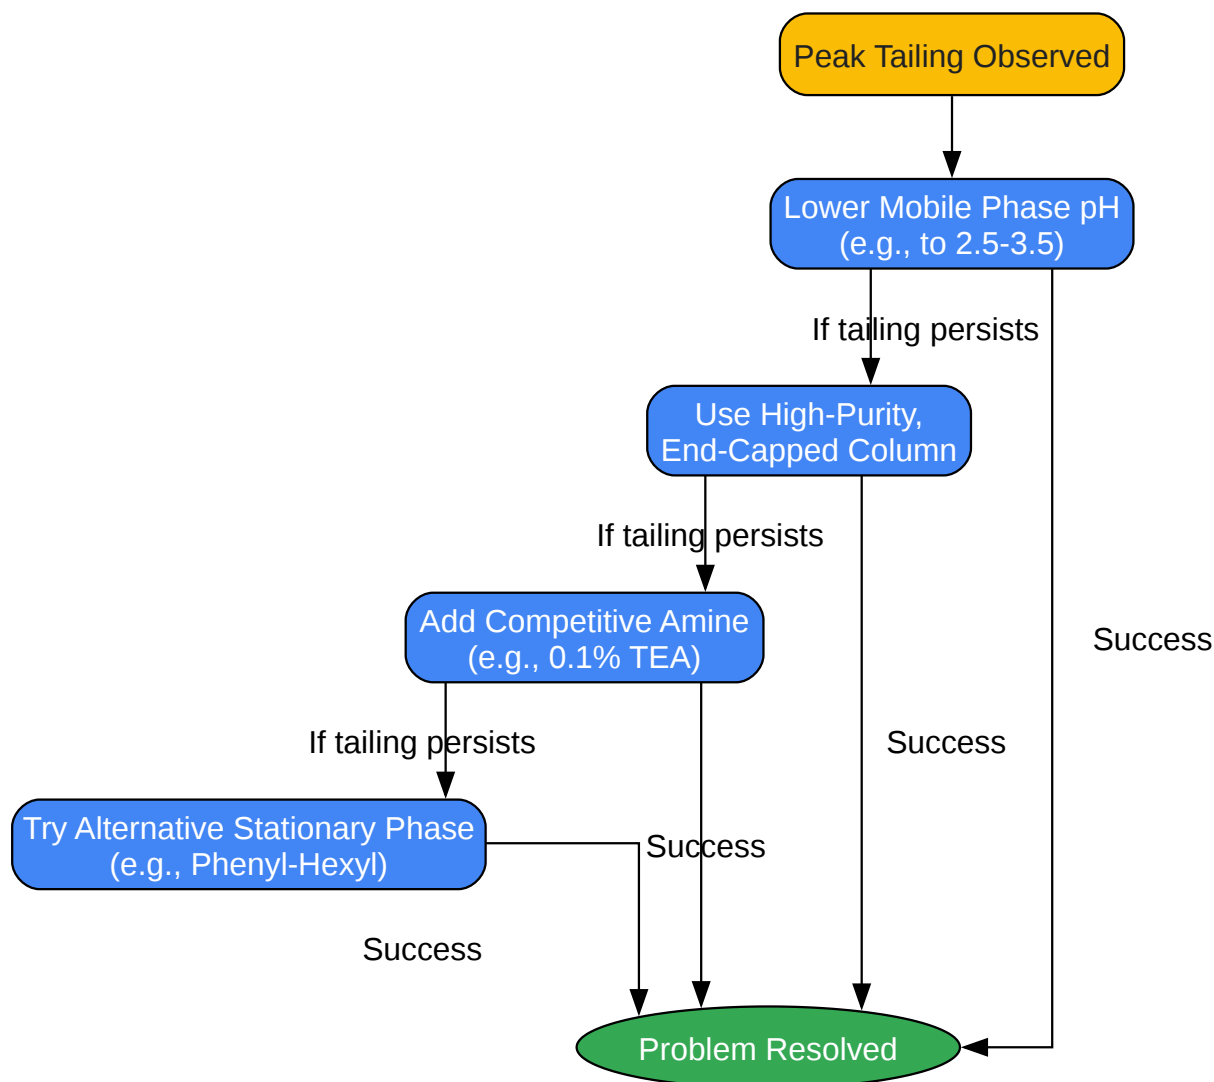 Peak Tailing Observed
Lower Mobile Phase pH
(e.g., to 2.5-3.5)
If tailing persists
Use High-Purity,
End-Capped Column
If tailing persists
Add Competitive Amine
(e.g., 0.1% TEA)
Success
If tailing persists
Success
Try Alternative Stationary Phase
(e.g., Phenyl-Hexyl)
Success
Success
Problem Resolved